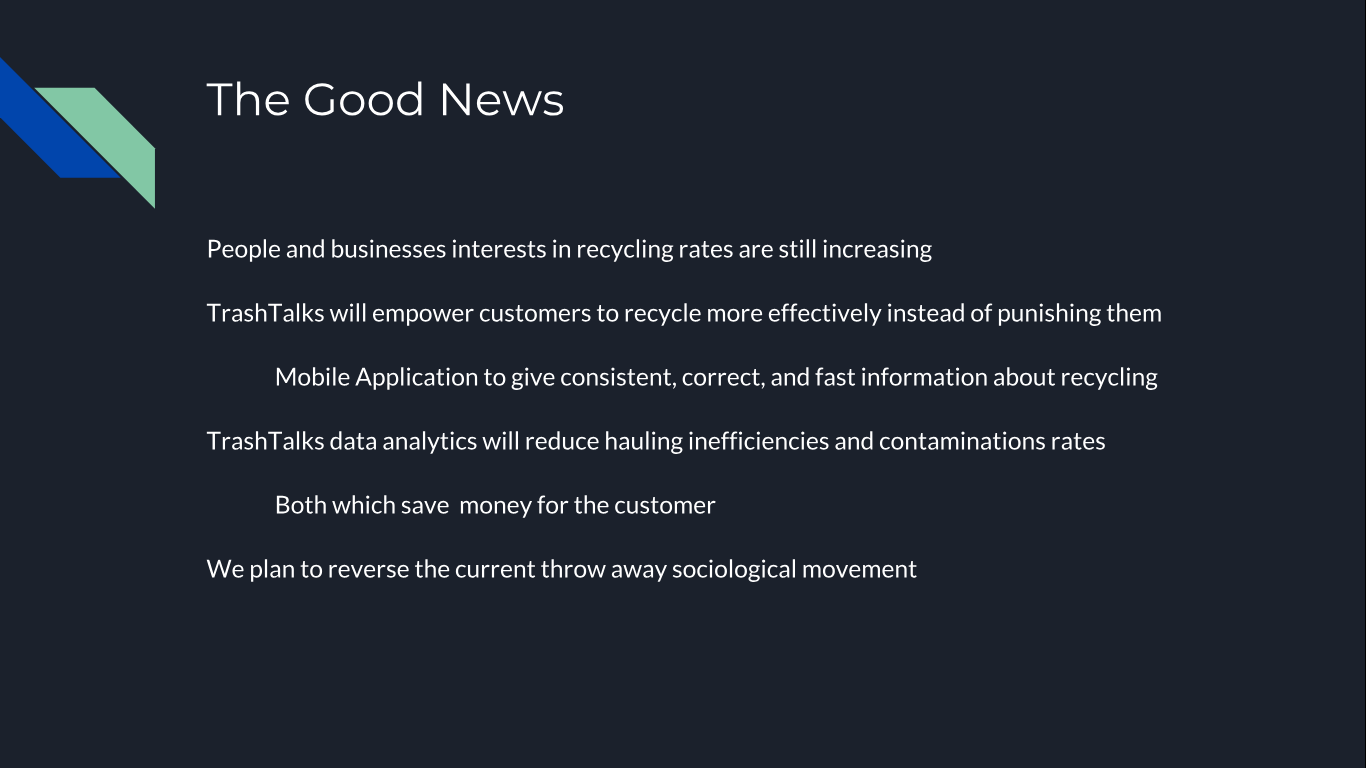 The Good News
People and businesses interests in recycling rates are still increasing
TrashTalks will empower customers to recycle more effectively instead of punishing them
Mobile Application to give consistent, correct, and fast information about recycling
TrashTalks data analytics will reduce hauling inefficiencies and contaminations rates
Both which save  money for the customer
We plan to reverse the current throw away sociological movement